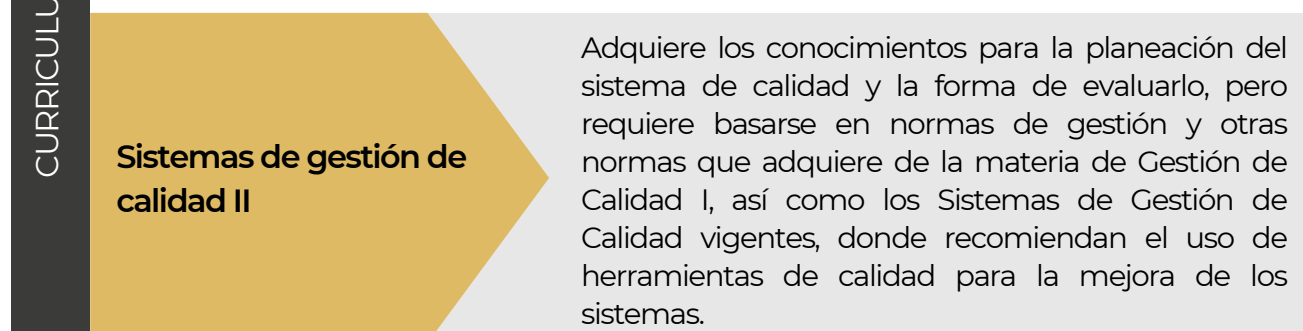 CURRICULU
Sistemas de gestión de
calidad II
Adquiere los conocimientos para la planeación del
sistema de calidad y la forma de evaluarlo, pero
requiere basarse en normas de gestión y otras
normas que adquiere de la materia de Gestión de
Calidad I, así como los Sistemas de Gestión de
Calidad vigentes, donde recomiendan el uso de
herramientas de calidad para la mejora de los
sistemas.